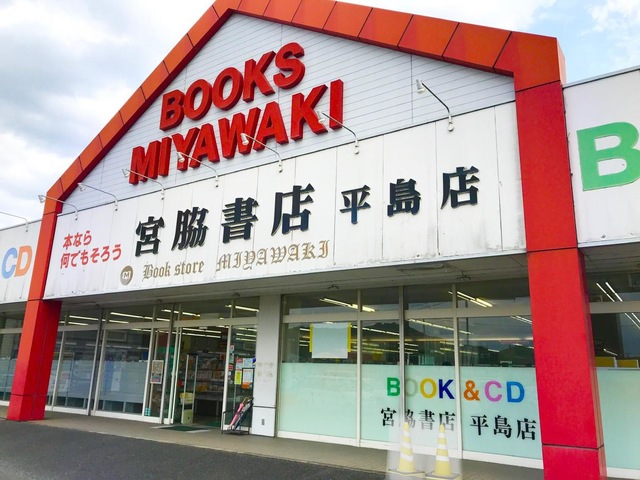 BOOKS
MIYAWAKI
本なら
何でもそろう
宮脇書店 平島店
Book store MIYAWAKI
CD
B
BOOK & CD
宮脇書店 平島店